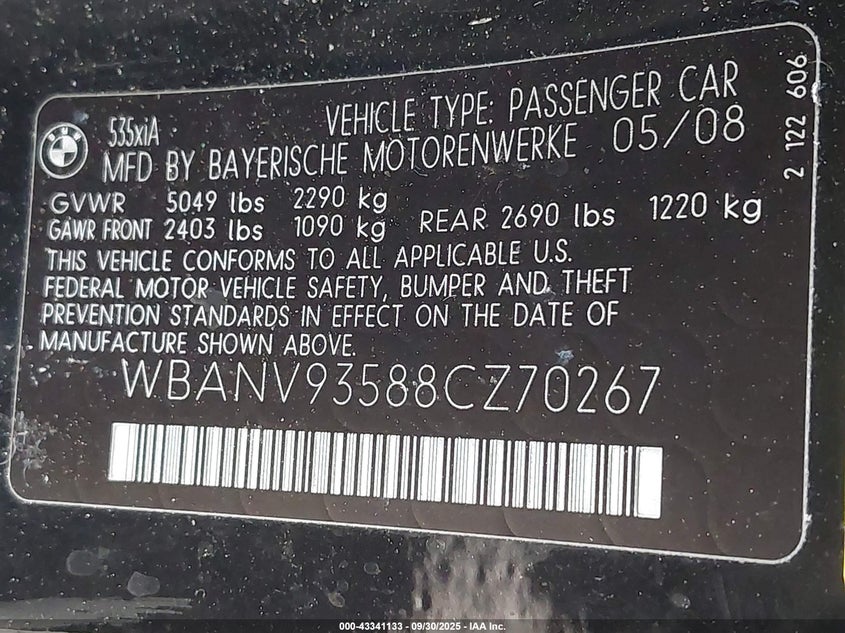 BMW
535xiA
VEHICLE TYPE: PASSENGER CAR
MFD BY BAYERISCHE MOTORENWERKE 05/08
GVWR 5049 lbs 2290 kg
GAWR FRONT 2403 lbs 1090 kg REAR 2690 lbs 1220 kg
THIS VEHICLE CONFORMS TO ALL APPLICABLE U.S.
FEDERAL MOTOR VEHICLE SAFETY, BUMPER AND THEFT
PREVENTION STANDARDS IN EFFECT ON THE DATE OF
MANUFACTURE SHOWN ABOVE.
WBANV93588CZ70267
2 122 606
000-43341133 - 09/30/2025 - IAA Inc.